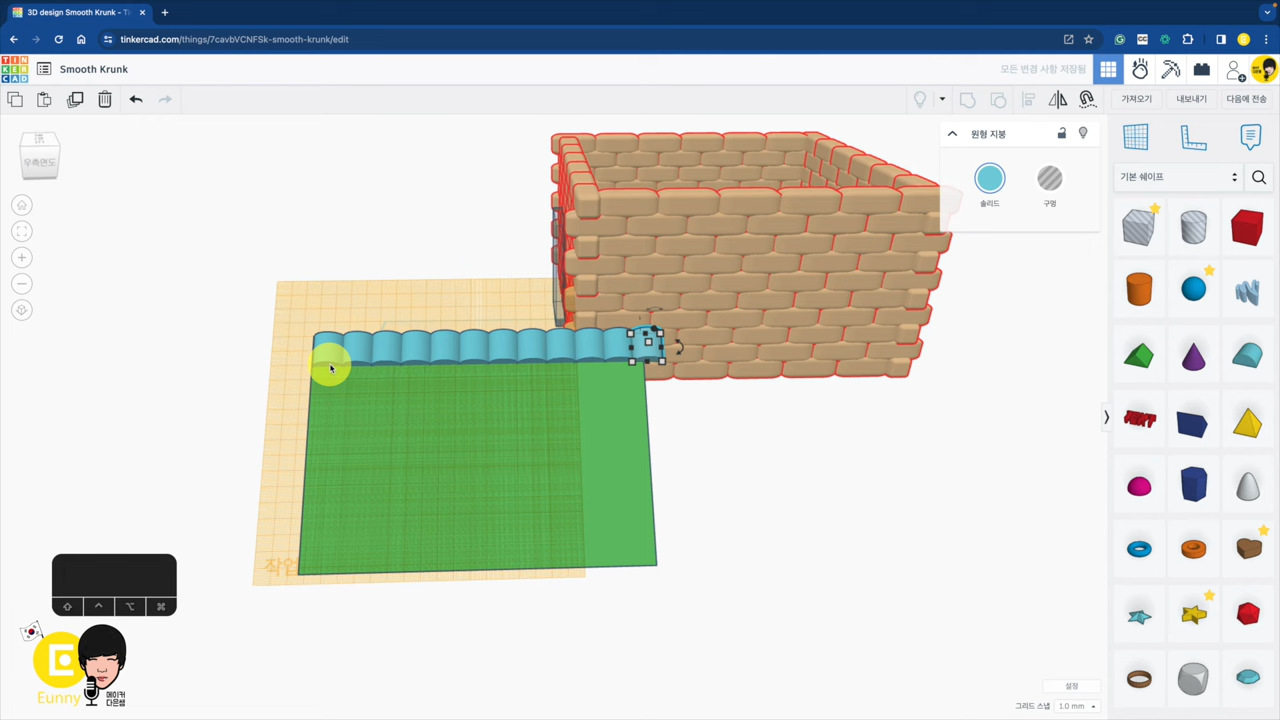 3D design Smooth Krunk - Ti
tinkercad.com/things/7cavbVCNFSk-smooth-krunk/edit
TIN
KER
CAD
Smooth Krunk
모든 변경 사항 저장됨
가져오기
내보내기
다음에 전송
우측면도
원형 지붕
솔리드
구멍
기본 쉐이프
작업
설정
그리드 스냅
1.0 mm
Eunny
메이커
다은쌤